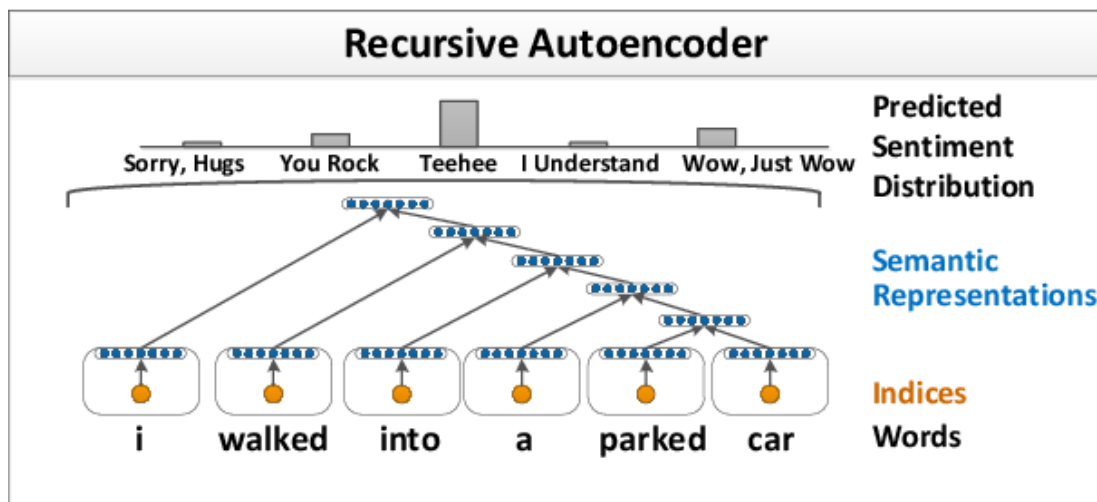 Recursive Autoencoder
Predicted
Sentiment
Distribution
Sorry, Hugs You Rock Teehee I Understand Wow, Just Wow
Semantic
Representations
Indices
i walked into a parked car
Words